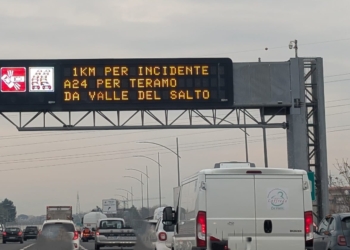 1KM PER INCIDENTE
A24 PER TERAMO
DA VALLE DEL SALTO